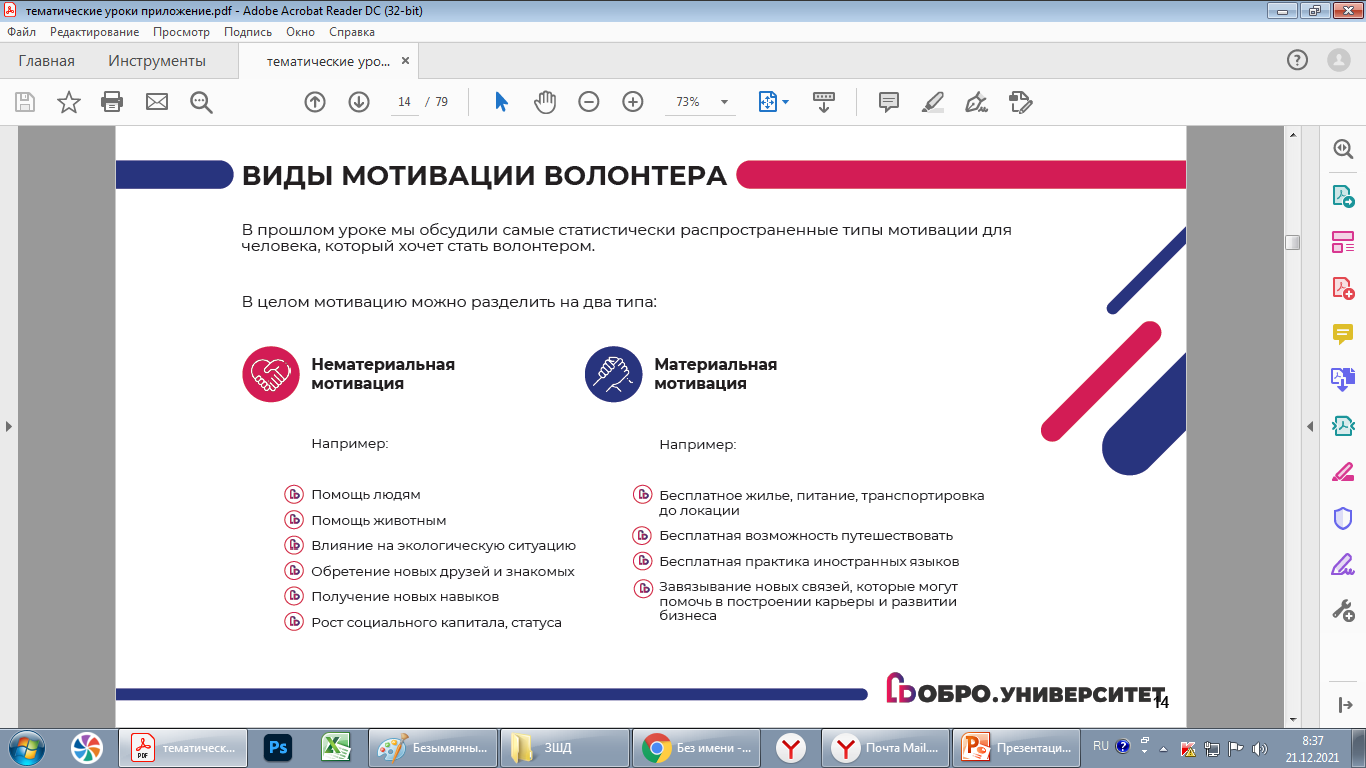 тематические уроки приложение.pdf - Adobe Acrobat Reader DC (32-bit)
Файл Редактирование Просмотр Подпись Окно Справка
Главная Инструменты тематические уро... ×
14 / 79 73%
ВИДЫ МОТИВАЦИИ ВОЛОНТЕРА
В прошлом уроке мы обсудили самые статистически распространенные типы мотивации для
человека, который хочет стать волонтером.
В целом мотивацию можно разделить на два типа:
Нематериальная
мотивация
Например:
Помощь людям
Помощь животным
Влияние на экологическую ситуацию
Обретение новых друзей и знакомых
Получение новых навыков
Рост социального капитала, статуса
Материальная
мотивация
Например:
Бесплатное жилье, питание, транспортировка
до локации
Бесплатная возможность путешествовать
Бесплатная практика иностранных языков
Завязывание новых связей, которые могут
помочь в построении карьеры и развитии
бизнеса
ДОБРО.УНИВЕРСИТЕТ
14
тематическ... Ps Безымянны... ЗШД Без имени -... Почта Mail.... Презентаци... RU 8:37
21.12.2021